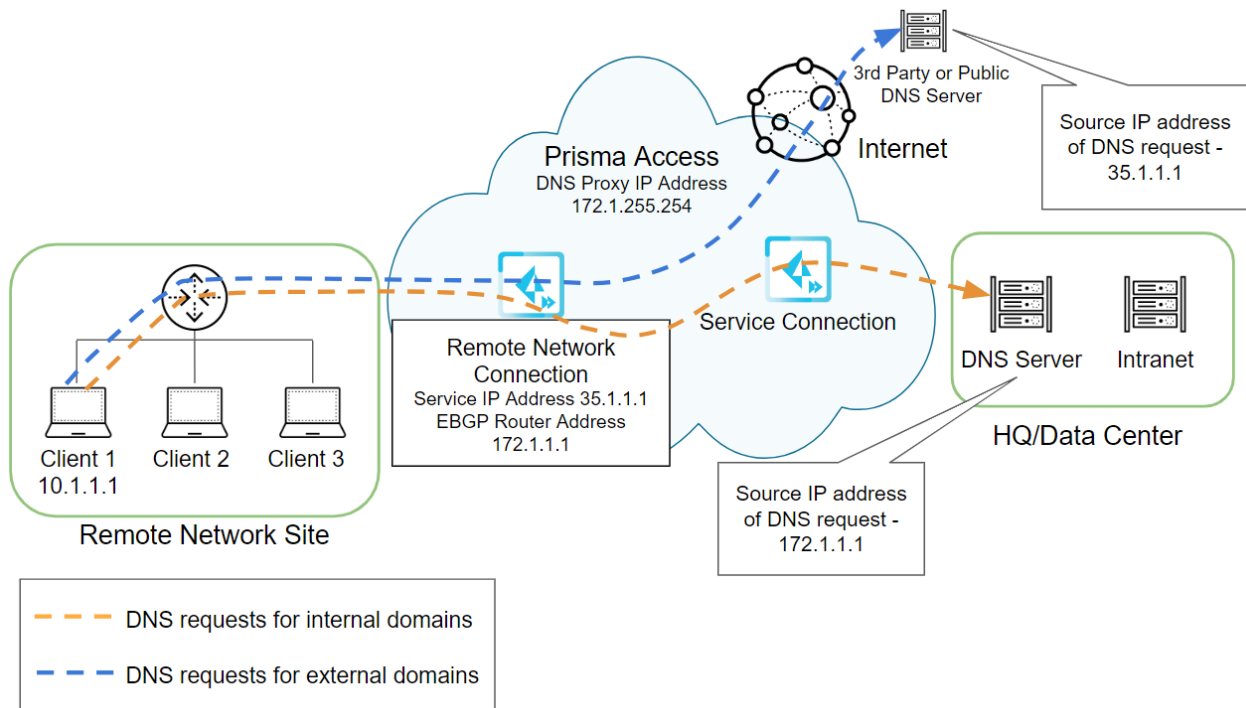 3rd Party or Public
DNS Server
Source IP address
of DNS request -
35.1.1.1
Internet
Prisma Access
DNS Proxy IP Address
172.1.255.254
Service Connection
Remote Network
Connection
Service IP Address 35.1.1.1
EBGP Router Address
172.1.1.1
DNS Server
Intranet
HQ/Data Center
Client 1
10.1.1.1
Client 2
Client 3
Remote Network Site
Source IP address
of DNS request -
172.1.1.1
DNS requests for internal domains
DNS requests for external domains